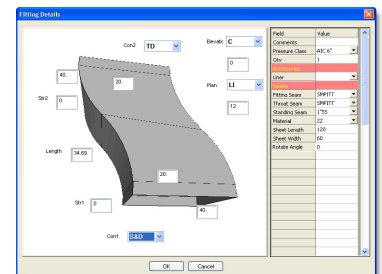 Fitting Details
Con2 TD
Elevatic C
0
Plan LI
12
40.
20.
Str2 0
Length 34.69
20.
Str1 0
40.
Con1 S&D
OK Cancel
Field Value
Comments
Pressure Class AIC 6"
Qty 1
Liner
Fitting Seam SMPITT
Throat Seam SMPITT
Standing Seam 1"SS
Material 22
Sheet Length 120
Sheet Width 60
Rotate Angle 0